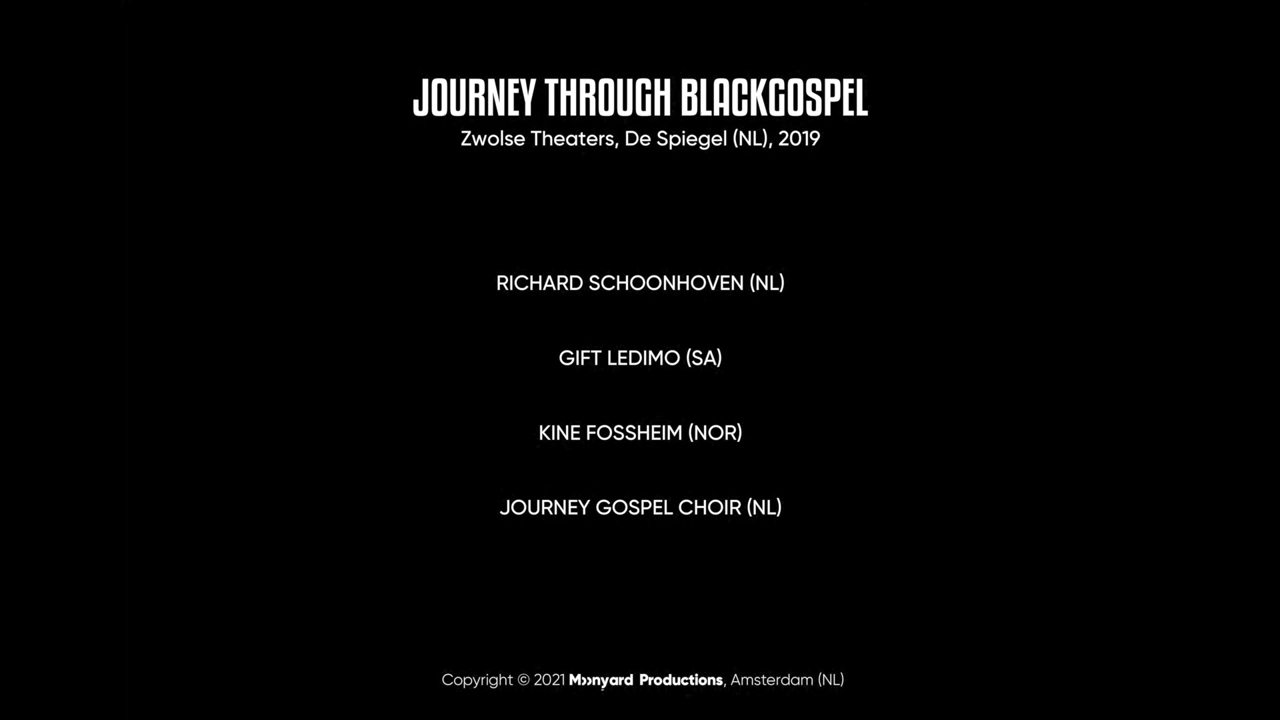 JOURNEY THROUGH BLACKGOSPEL
Zwolse Theaters, De Spiegel (NL), 2019
RICHARD SCHOONHOVEN (NL)
GIFT LEDIMO (SA)
KINE FOSSHEIM (NOR)
JOURNEY GOSPEL CHOIR (NL)
Copyright © 2021 Moonyard Productions, Amsterdam (NL)